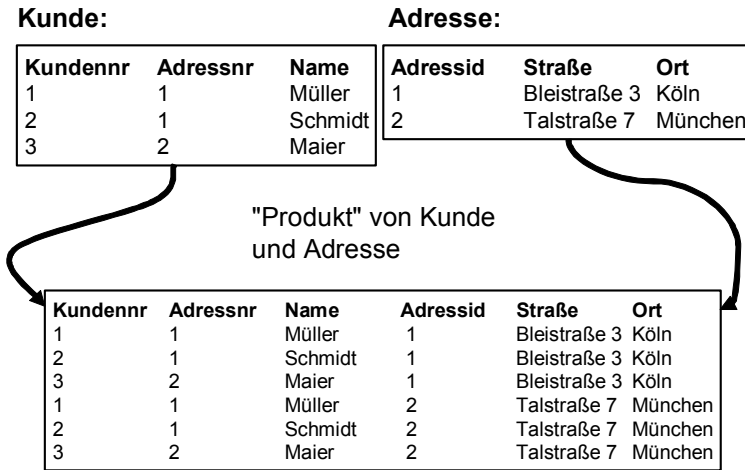 Kunde:
Kundennr Adressnr Name
1 1 Müller
2 1 Schmidt
3 2 Maier
Adresse:
Adressid Straße Ort
1 Bleistraße 3 Köln
2 Talstraße 7 München
"Produkt" von Kunde
und Adresse
Kundennr Adressnr Name Adressid Straße Ort
1 1 Müller 1 Bleistraße 3 Köln
2 1 Schmidt 1 Bleistraße 3 Köln
3 2 Maier 1 Bleistraße 3 Köln
1 1 Müller 2 Talstraße 7 München
2 1 Schmidt 2 Talstraße 7 München
3 2 Maier 2 Talstraße 7 München